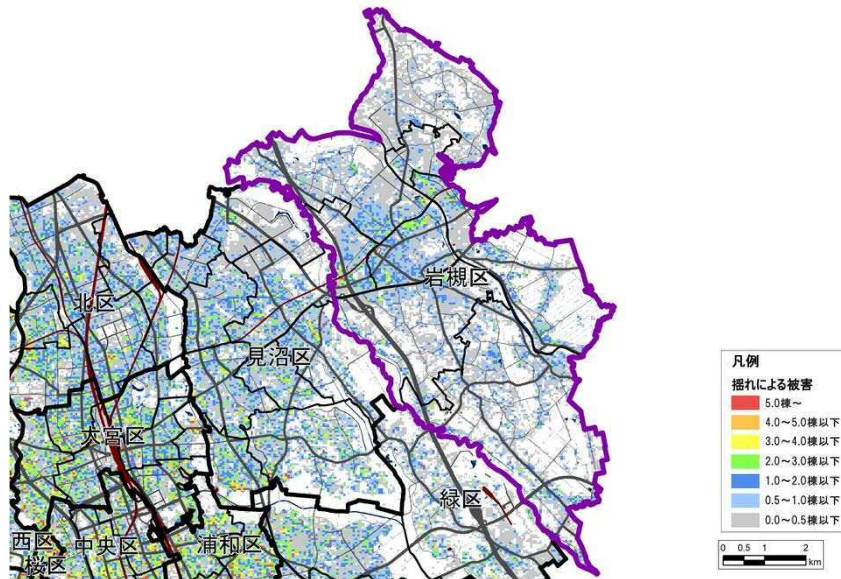 岩槻区
北区
見沼区
大宮区
緑区
西区
中央区
浦和区
桜区
凡例
揺れによる被害
5.0棟～
4.0～5.0棟以下
3.0～4.0棟以下
2.0～3.0棟以下
1.0～2.0棟以下
0.5～1.0棟以下
0.0～0.5棟以下
0 0.5 1 2
km